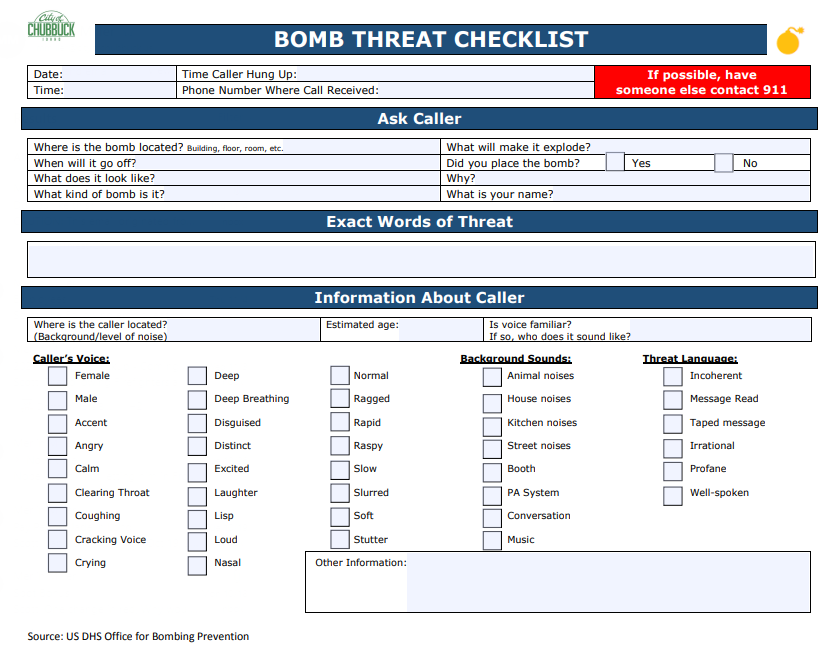 City of
CHUBBUCK
IDAHO
BOMB THREAT CHECKLIST
Date:
Time Caller Hung Up:
If possible, have
someone else contact 911
Time:
Phone Number Where Call Received:
Ask Caller
Where is the bomb located? Building, floor, room, etc.
What will make it explode?
When will it go off?
Did you place the bomb? Yes No
What does it look like?
Why?
What kind of bomb is it?
What is your name?
Exact Words of Threat
Information About Caller
Where is the caller located?
(Background/level of noise)
Estimated age:
Is voice familiar?
If so, who does it sound like?
Caller's Voice:
Female
Male
Accent
Angry
Calm
Clearing Throat
Coughing
Cracking Voice
Crying
Deep
Deep Breathing
Disguised
Distinct
Excited
Laughter
Lisp
Loud
Nasal
Normal
Ragged
Rapid
Raspy
Slow
Slurred
Soft
Stutter
Background Sounds:
Animal noises
House noises
Kitchen noises
Street noises
Booth
PA System
Conversation
Music
Threat Language:
Incoherent
Message Read
Taped message
Irrational
Profane
Well-spoken
Other Information:
Source: US DHS Office for Bombing Prevention